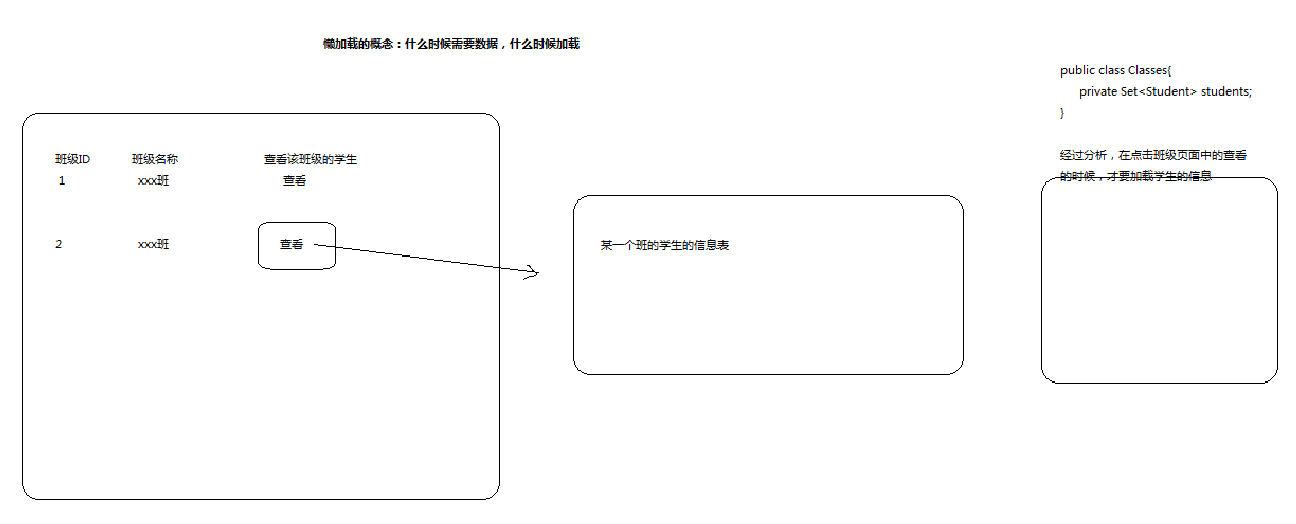 懒加载的概念：什么时候需要数据，什么时候加载
班级ID 班级名称 查看该班级的学生
1 xxx班 查看
2 xxx班 查看
某一个班的学生的信息表
public class Classes{
private Set<Student> students;
}
经过分析，在点击班级页面中的查看
的时候，才要加载学生的信息